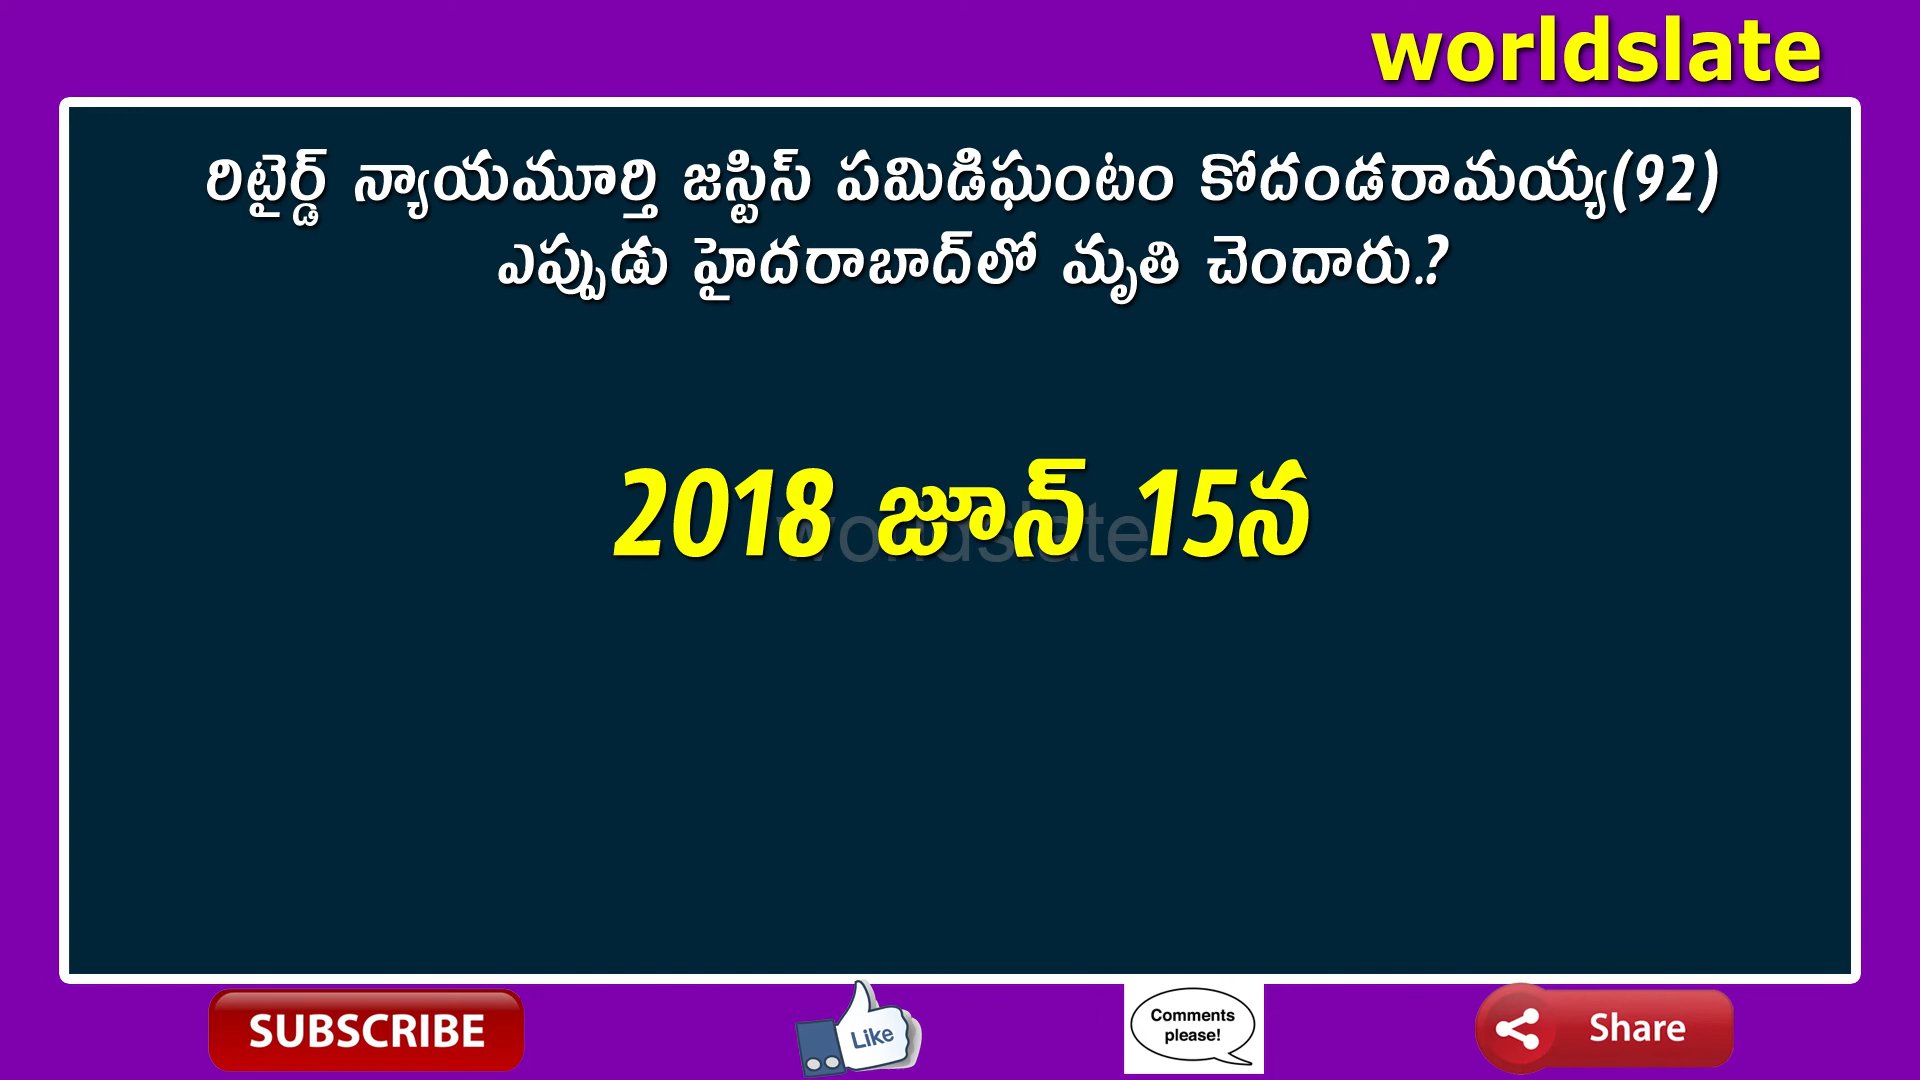 worldslate
రిటైర్డ్ న్యాయమూర్తి జస్టిస్ పమిడిఘంటం కోదండరామయ్య(92)
ఎప్పుడు హైదరాబాద్‌లో మృతి చెందారు.?
2018 జూన్ 15న
worldslate
SUBSCRIBE
Like
Comments
please!
Share